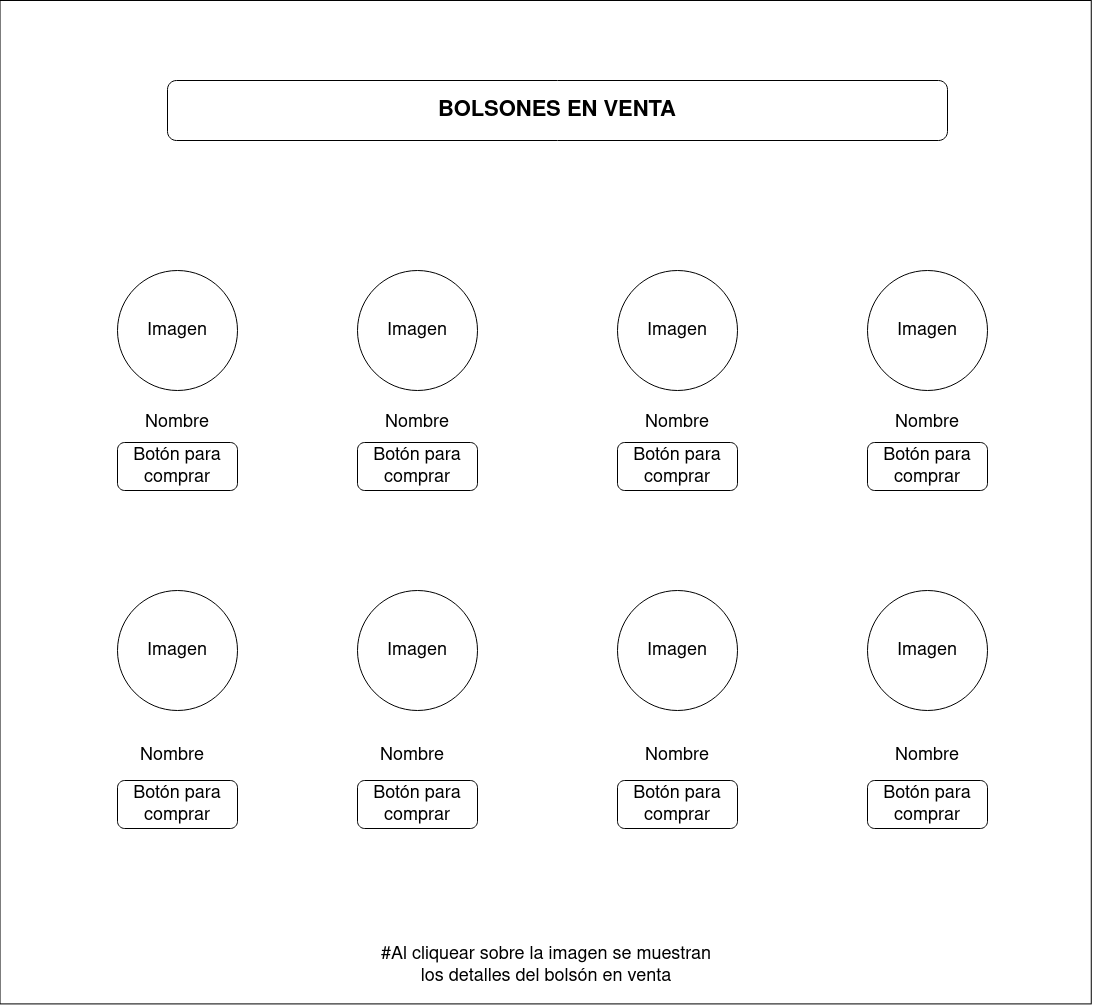 BOLSONES EN VENTA
Imagen
Imagen
Imagen
Imagen
Nombre
Nombre
Nombre
Nombre
Botón para
comprar
Botón para
comprar
Botón para
comprar
Botón para
comprar
Imagen
Imagen
Imagen
Imagen
Nombre
Nombre
Nombre
Nombre
Botón para
comprar
Botón para
comprar
Botón para
comprar
Botón para
comprar
#Al cliquear sobre la imagen se muestran
los detalles del bolsón en venta